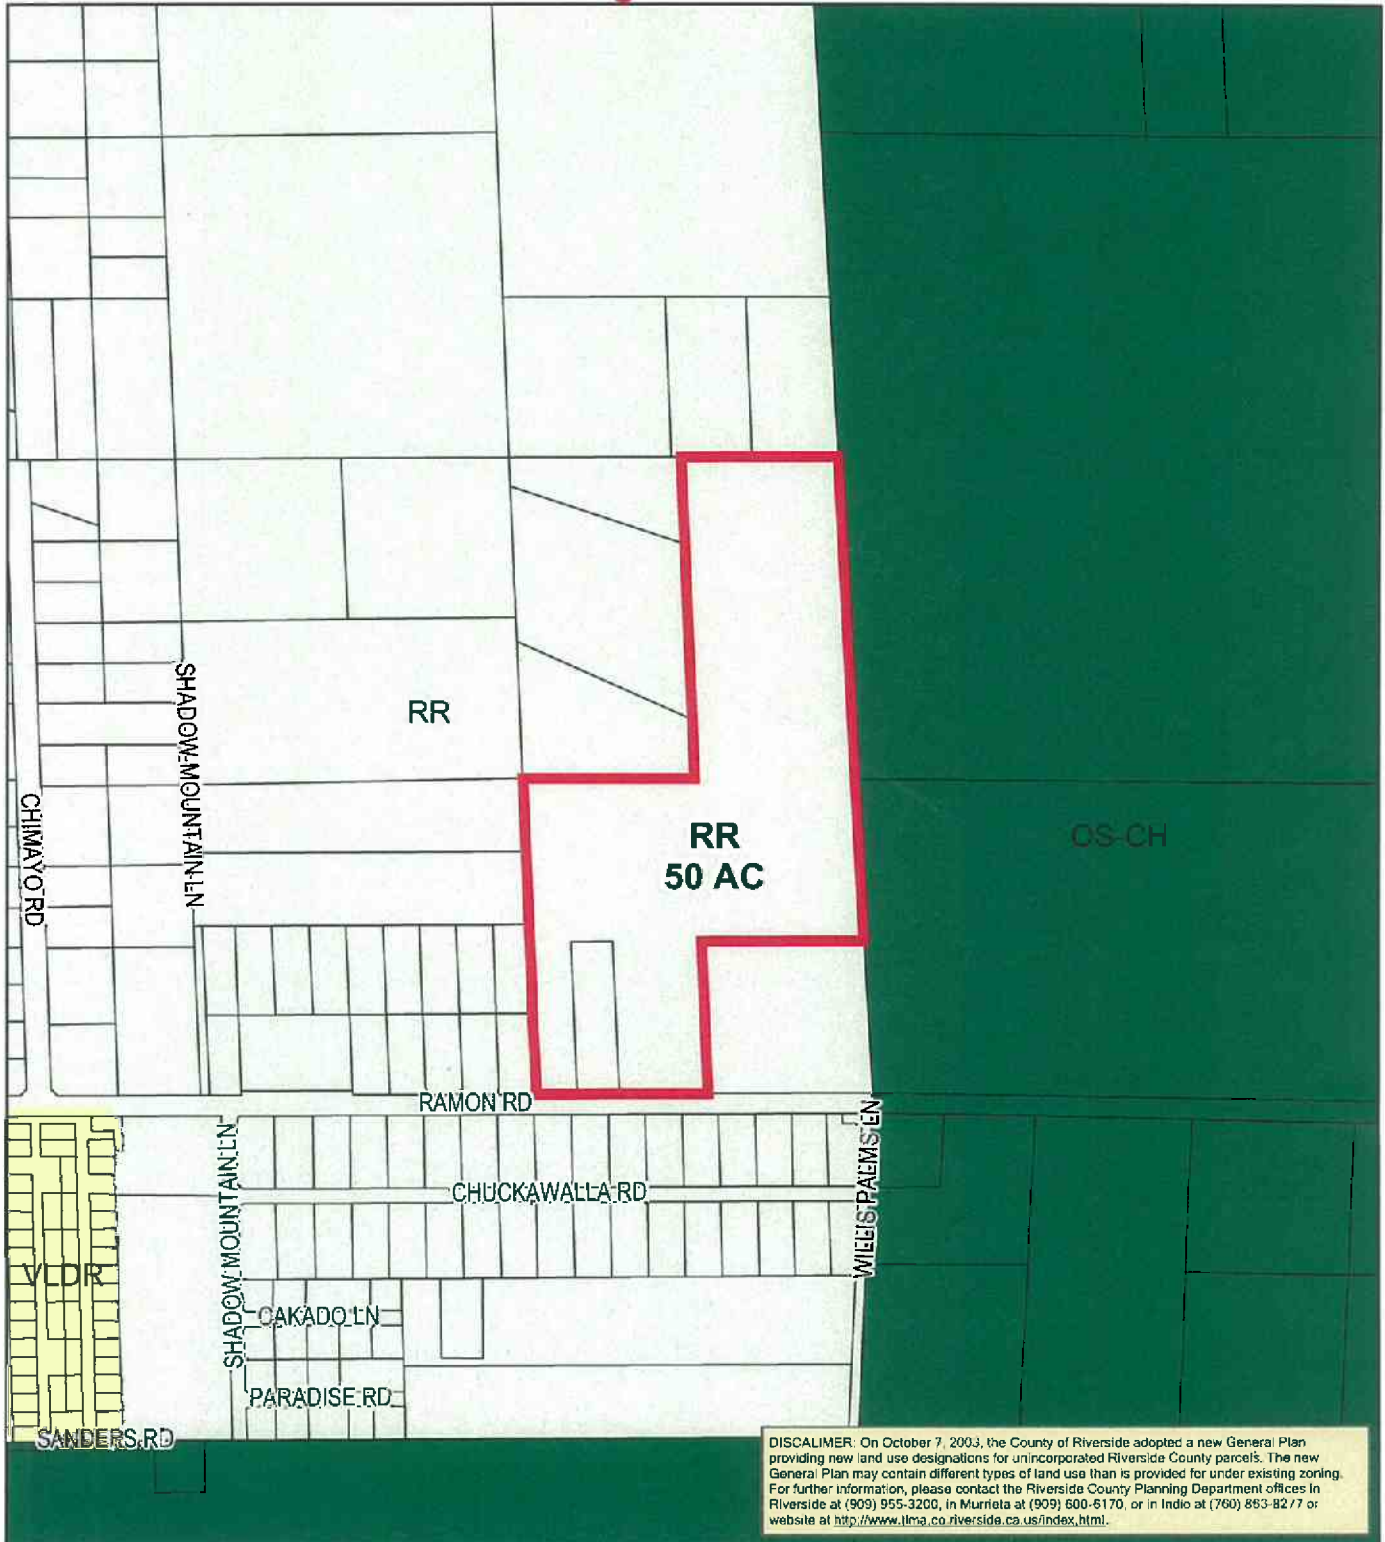 SHADOW MOUNTAIN LN
RR
CHIMAYO RD
RR
50 AC
OS-CH
RAMON RD
SHADOW MOUNTAIN LN
CHUCKAWALLA RD
WILLIS PALMS LN
VLDR
CAKADO LN
PARADISE RD
SANDERS RD
DISCALIMER: On October 7, 2003, the County of Riverside adopted a new General Plan
providing new land use designations for unincorporated Riverside County parcels. The new
General Plan may contain different types of land use than is provided for under existing zoning.
For further information, please contact the Riverside County Planning Department offices in
Riverside at (909) 955-3200, in Murrieta at (909) 600-6170, or in Indio at (760) 863-8277 or
website at http://www.tlma.co.riverside.ca.us/index.html.